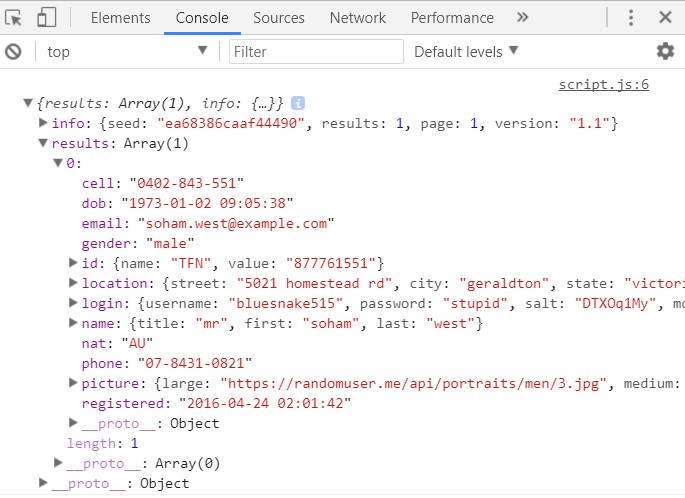 Elements Console Sources Network Performance »
top Filter Default levels
script.js:6
{results: Array(1), info: {…}} i
info: {seed: "ea68386caaf44490", results: 1, page: 1, version: "1.1"}
results: Array(1)
0:
cell: "0402-843-551"
dob: "1973-01-02 09:05:38"
email: "soham.west@example.com"
gender: "male"
id: {name: "TFN", value: "877761551"}
location: {street: "5021 homestead rd", city: "geraldton", state: "victori
login: {username: "bluesnake515", password: "stupid", salt: "DTXOq1My", md
name: {title: "mr", first: "soham", last: "west"}
nat: "AU"
phone: "07-8431-0821"
picture: {large: "https://randomuser.me/api/portraits/men/3.jpg", medium:
registered: "2016-04-24 02:01:42"
__proto__: Object
length: 1
__proto__: Array(0)
__proto__: Object